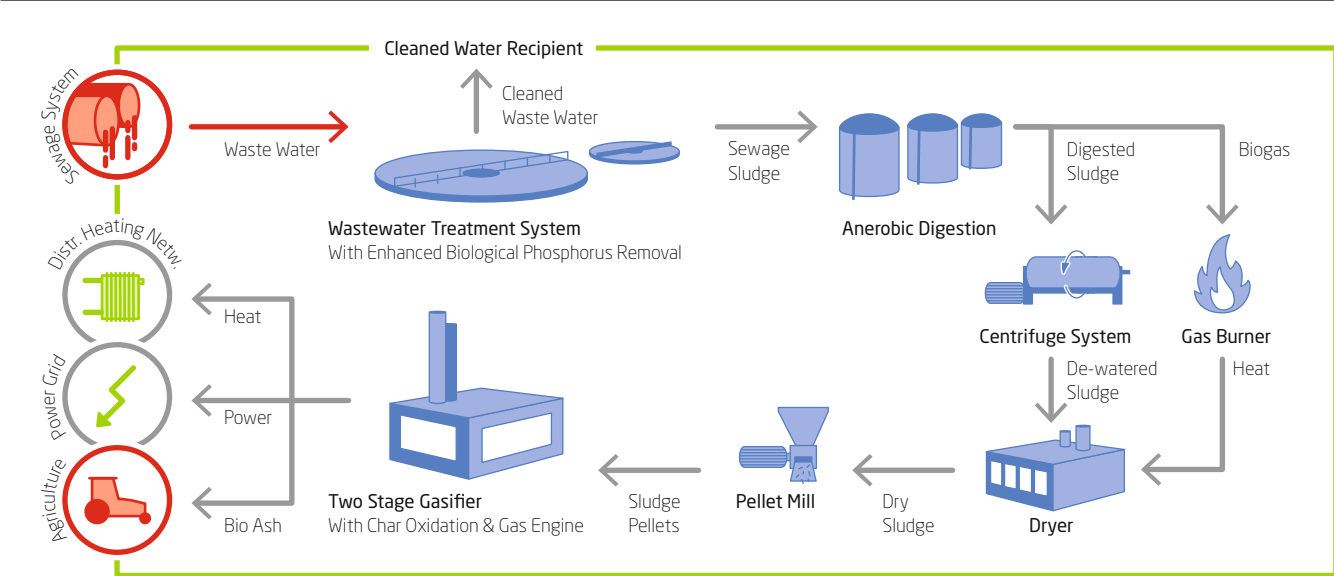 Cleaned Water Recipient
Sewage System
Waste Water
Cleaned
Waste Water
Sewage
Sludge
Digested
Sludge
Biogas
Wastewater Treatment System
With Enhanced Biological Phosphorus Removal
Anerobic Digestion
Distr. Heating Netw.
Heat
Centrifuge System
Gas Burner
De-watered
Sludge
Heat
Power Grid
Power
Agriculture
Bio Ash
Two Stage Gasifier
With Char Oxidation & Gas Engine
Sludge
Pellets
Pellet Mill
Dry
Sludge
Dryer